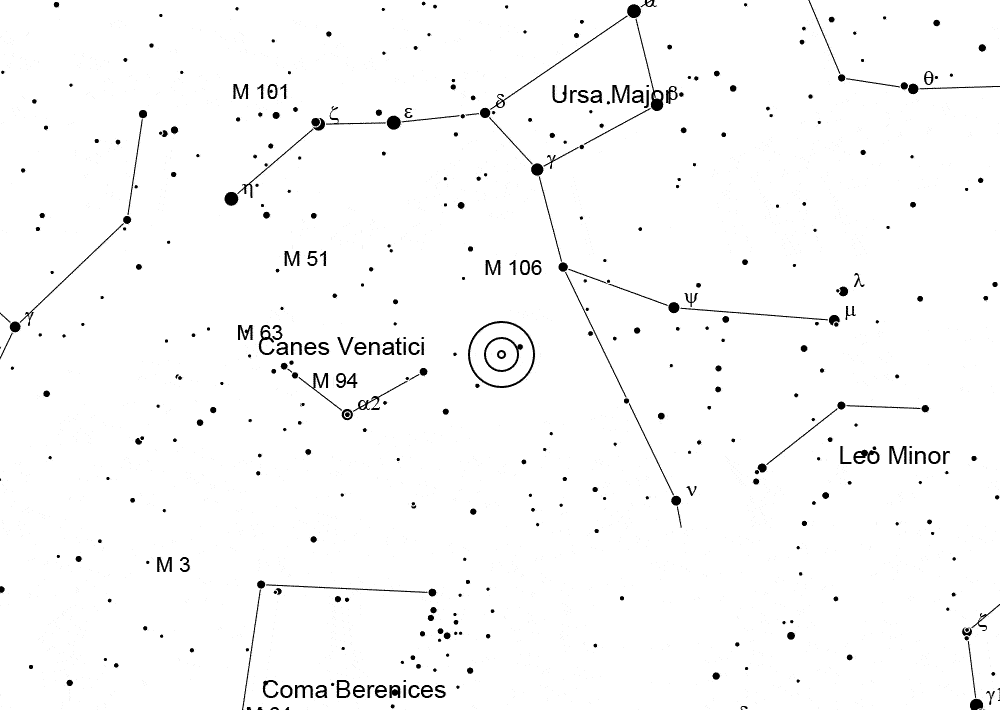 α
θ
M 101
Ursa Major
β
δ
ζ
ε
γ
η
M 51
M 106
λ
ψ
μ
γ
M 63
Canes Venatici
M 94
α2
Leo Minor
ν
M 3
ζ
Coma Berenices
γ1